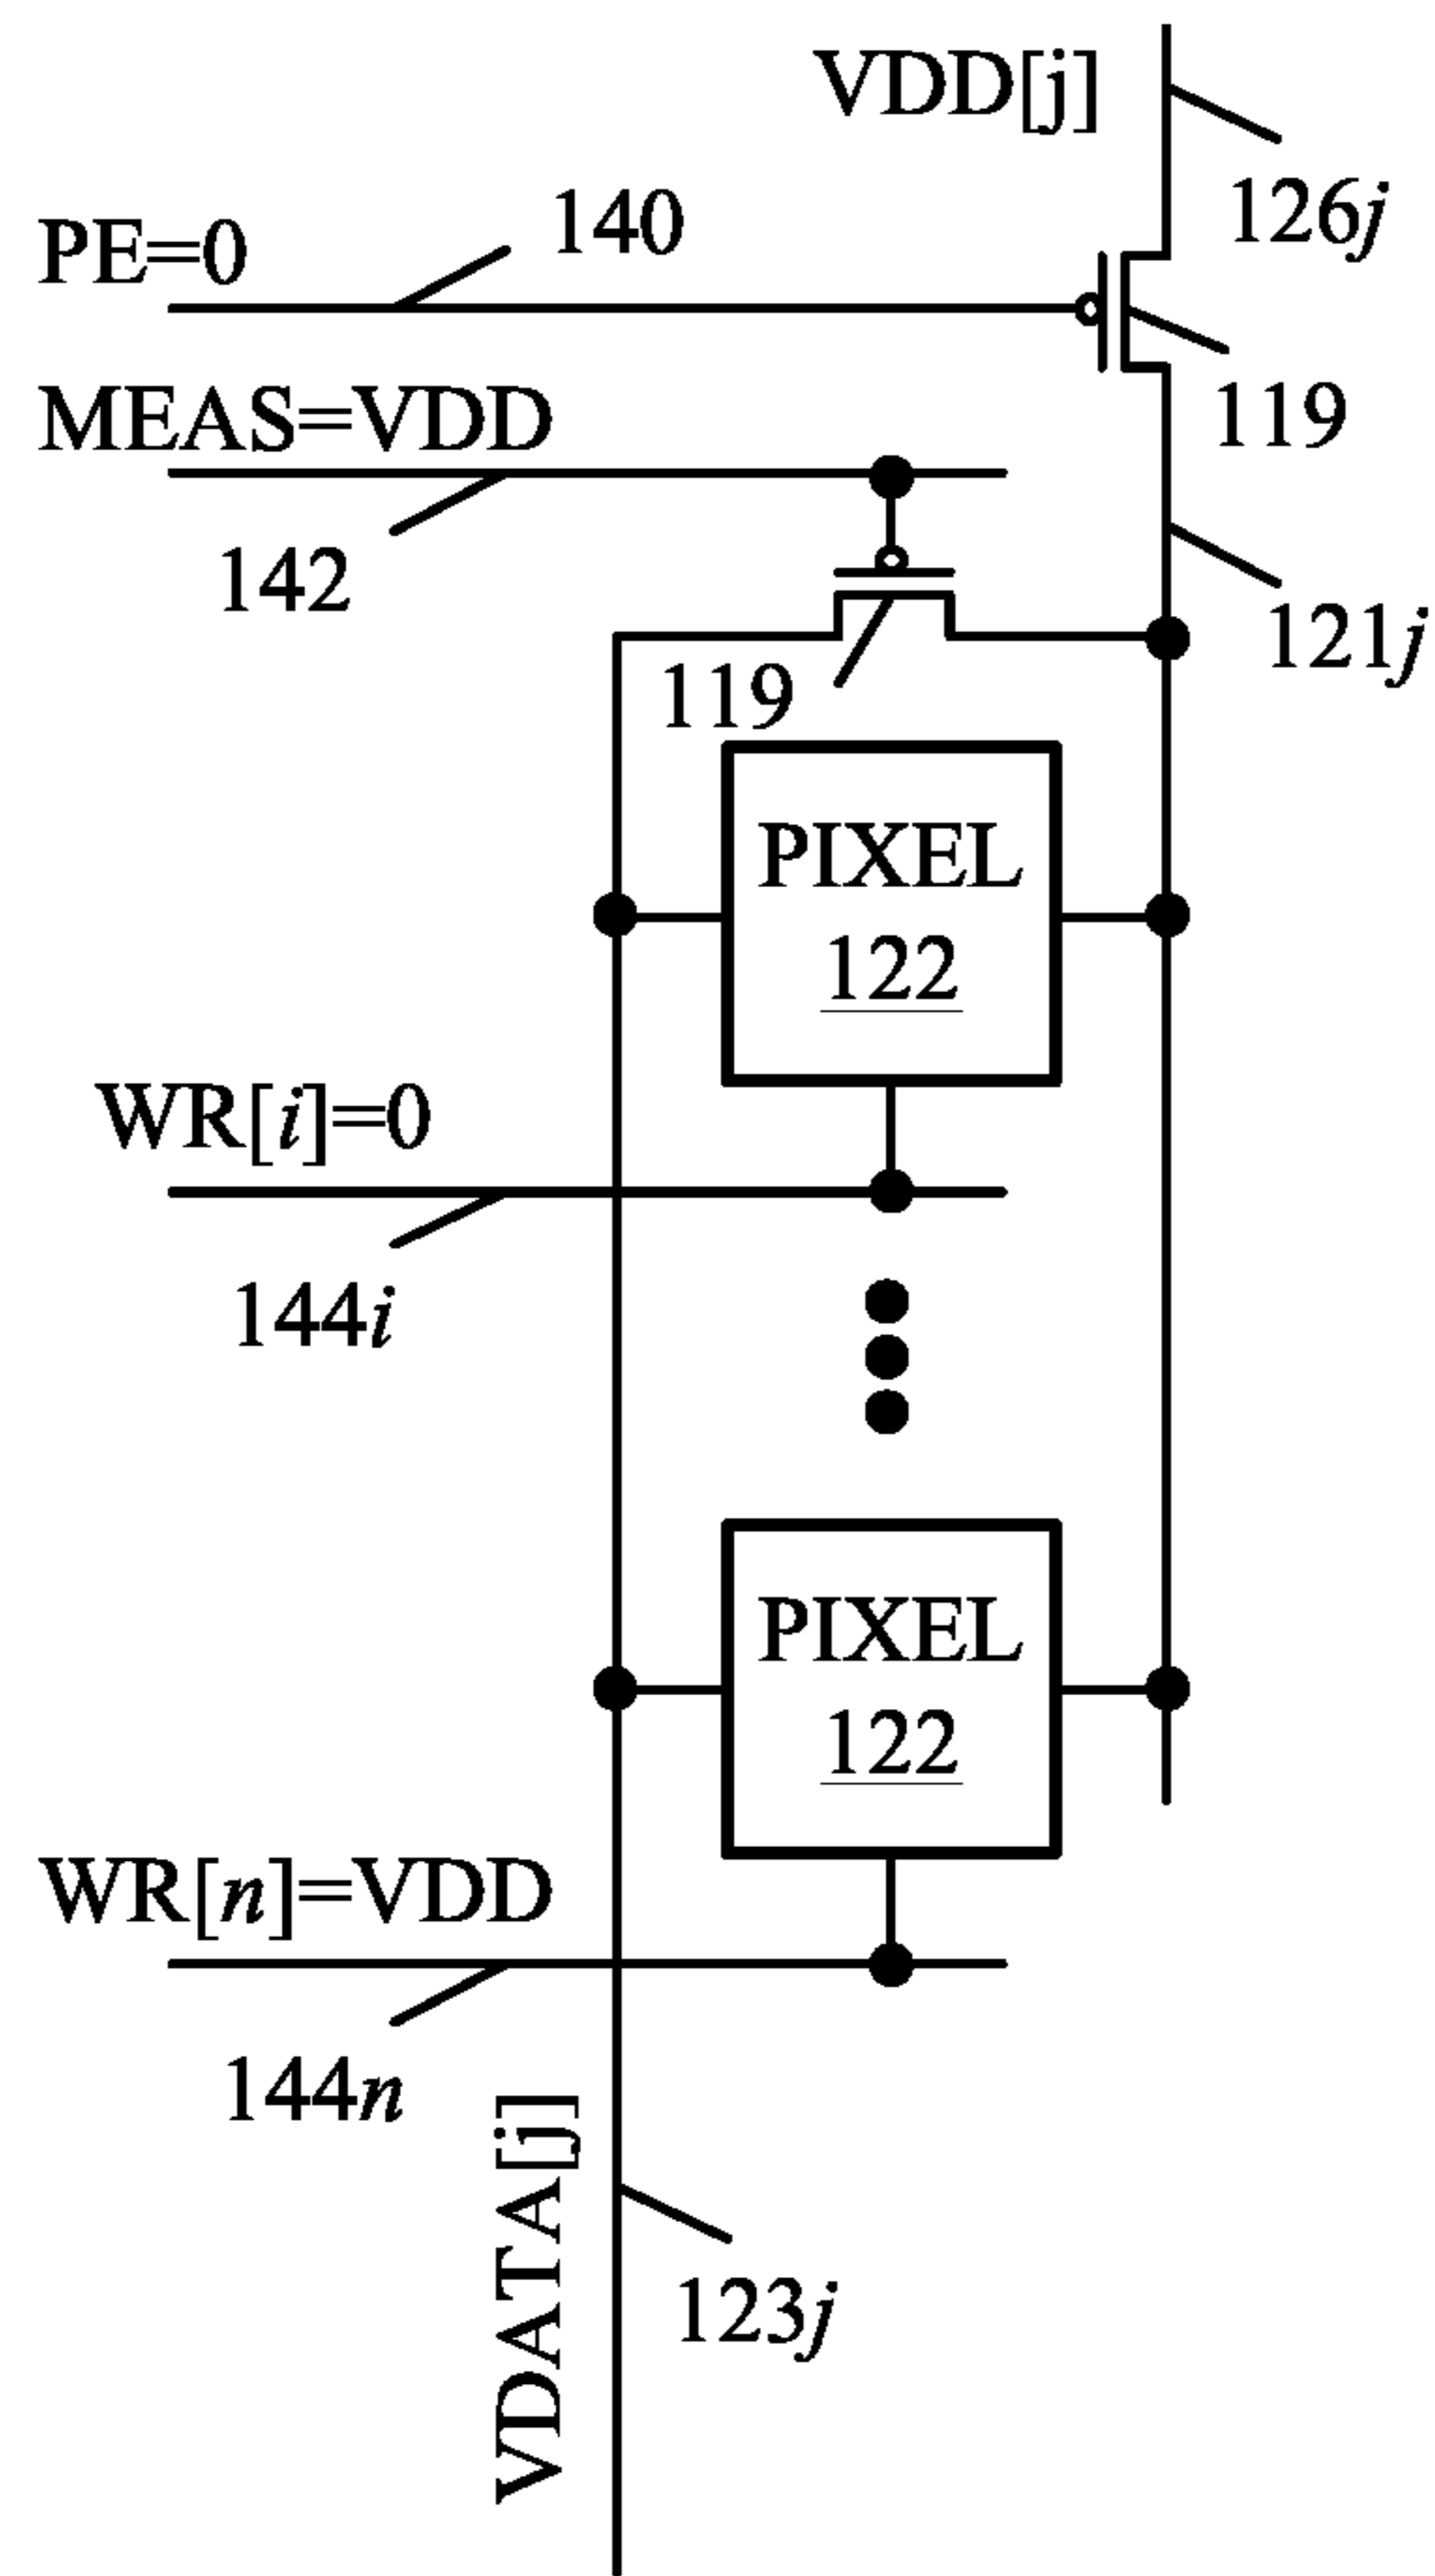 VDD[j]
126j
140
PE=0
119
MEAS=VDD
142
121j
119
PIXEL
122
WR[i]=0
144i
PIXEL
122
WR[n]=VDD
144n
VDATA[j]
123j